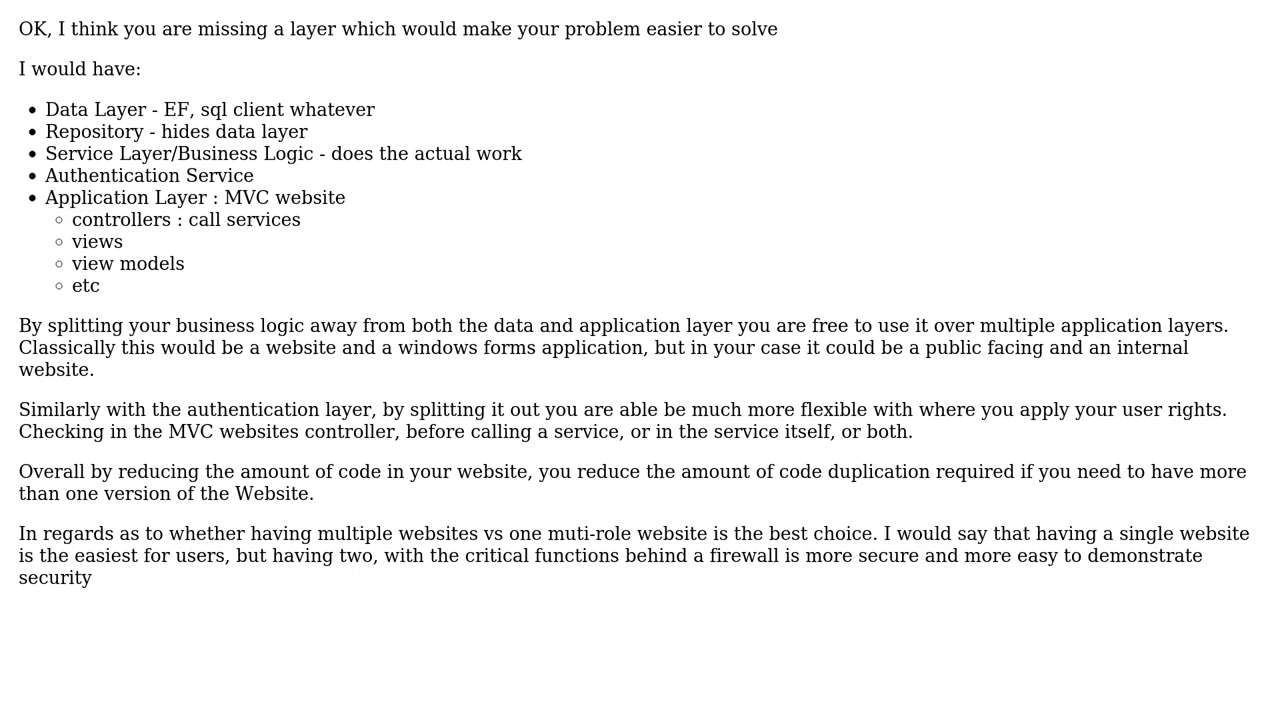 OK, I think you are missing a layer which would make your problem easier to solve
I would have:
• Data Layer - EF, sql client whatever
• Repository - hides data layer
• Service Layer/Business Logic - does the actual work
• Authentication Service
• Application Layer : MVC website
◦ controllers : call services
◦ views
◦ view models
◦ etc
By splitting your business logic away from both the data and application layer you are free to use it over multiple application layers.
Classically this would be a website and a windows forms application, but in your case it could be a public facing and an internal
website.
Similarly with the authentication layer, by splitting it out you are able be much more flexible with where you apply your user rights.
Checking in the MVC websites controller, before calling a service, or in the service itself, or both.
Overall by reducing the amount of code in your website, you reduce the amount of code duplication required if you need to have more
than one version of the Website.
In regards as to whether having multiple websites vs one muti-role website is the best choice. I would say that having a single website
is the easiest for users, but having two, with the critical functions behind a firewall is more secure and more easy to demonstrate
security